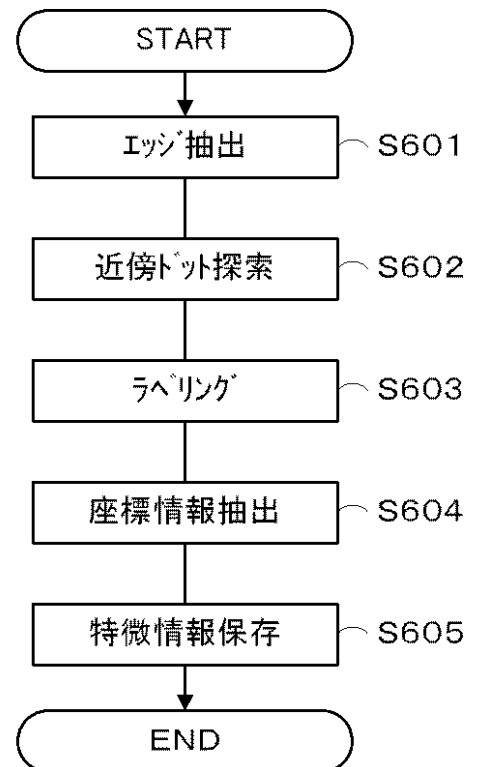 START
ｴｯｼﾞ抽出
S601
近傍ﾄﾞｯﾄ探索
S602
ﾗﾍﾞﾘﾝｸﾞ
S603
座標情報抽出
S604
特微情報保存
S605
END